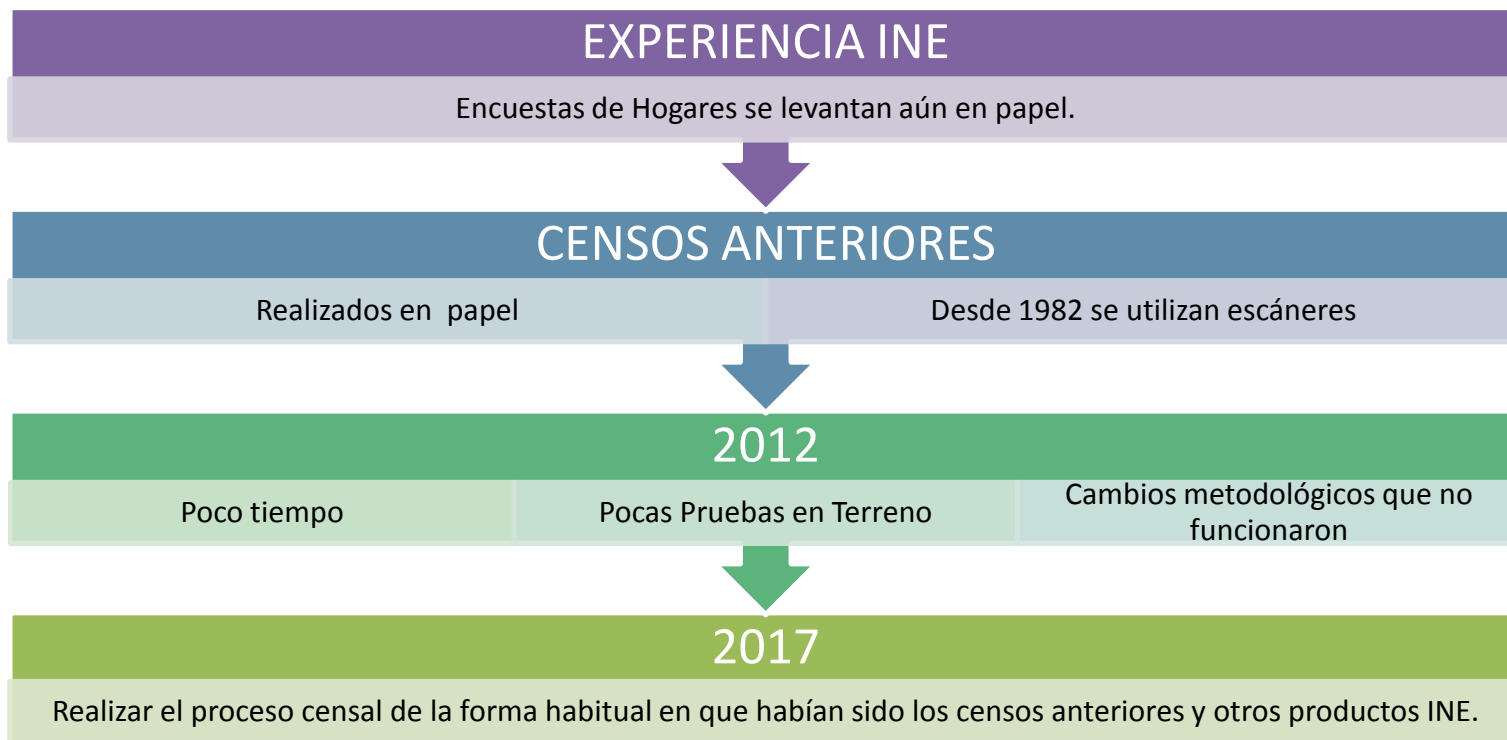 EXPERIENCIA INE
Encuestas de Hogares se levantan aún en papel.
CENSOS ANTERIORES
Realizados en papel
Desde 1982 se utilizan escáneres
2012
Poco tiempo
Pocas Pruebas en Terreno
Cambios metodológicos que no
funcionaron
2017
Realizar el proceso censal de la forma habitual en que habían sido los censos anteriores y otros productos INE.